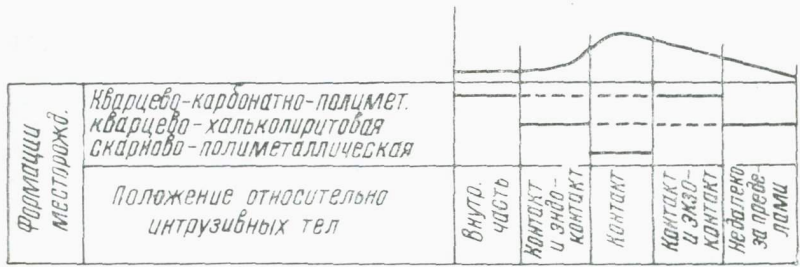 Формации
месторожд.
Кварцево-карбонатно-полимет.
кварцево-халькопиритовая
скарново-полиметаллическая
Положение относительно
интрузивных тел
Внутр.
часть
Контакт
и эндо-
контакт
Контакт
Контакт
и экзо-
контакт
Недалеко
за преде-
лами